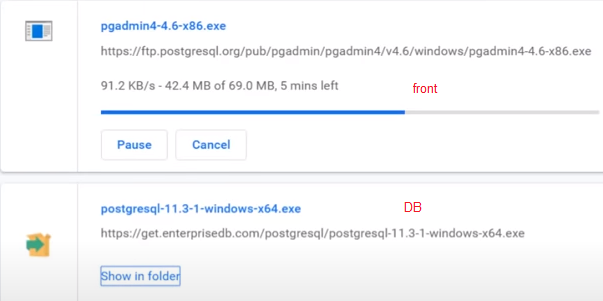 pgadmin4-4.6-x86.exe
https://ftp.postgresql.org/pub/pgadmin/pgadmin4/v4.6/windows/pgadmin4-4.6-x86.exe
91.2 KB/s - 42.4 MB of 69.0 MB, 5 mins left
front
Pause Cancel
postgresql-11.3-1-windows-x64.exe
DB
https://get.enterprisedb.com/postgresql/postgresql-11.3-1-windows-x64.exe
Show in folder